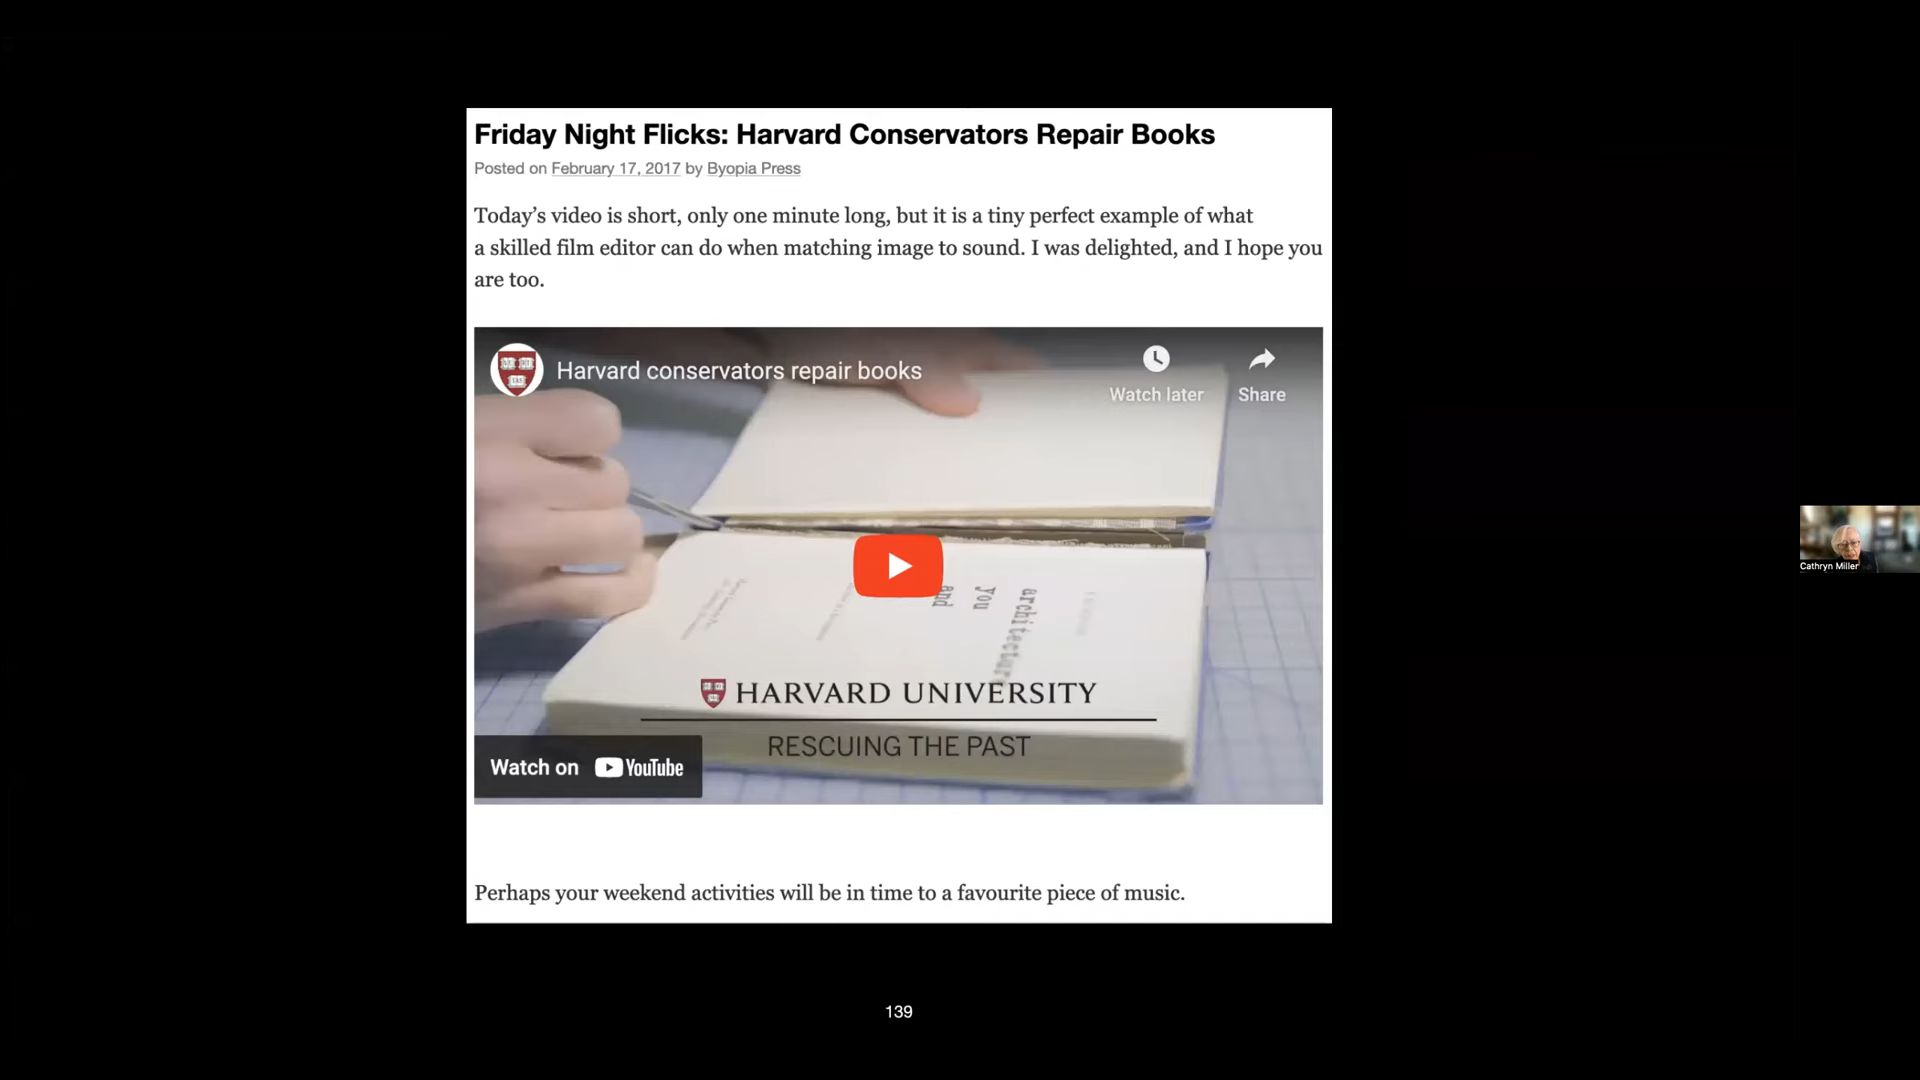 Friday Night Flicks: Harvard Conservators Repair Books
Posted on February 17, 2017 by Byopia Press
Today’s video is short, only one minute long, but it is a tiny perfect example of what
a skilled film editor can do when matching image to sound. I was delighted, and I hope you
are too.
Harvard conservators repair books
Watch later
Share
and
you
architecture
HARVARD UNIVERSITY
RESCUING THE PAST
Watch on YouTube
Perhaps your weekend activities will be in time to a favourite piece of music.
139
Cathryn Miller